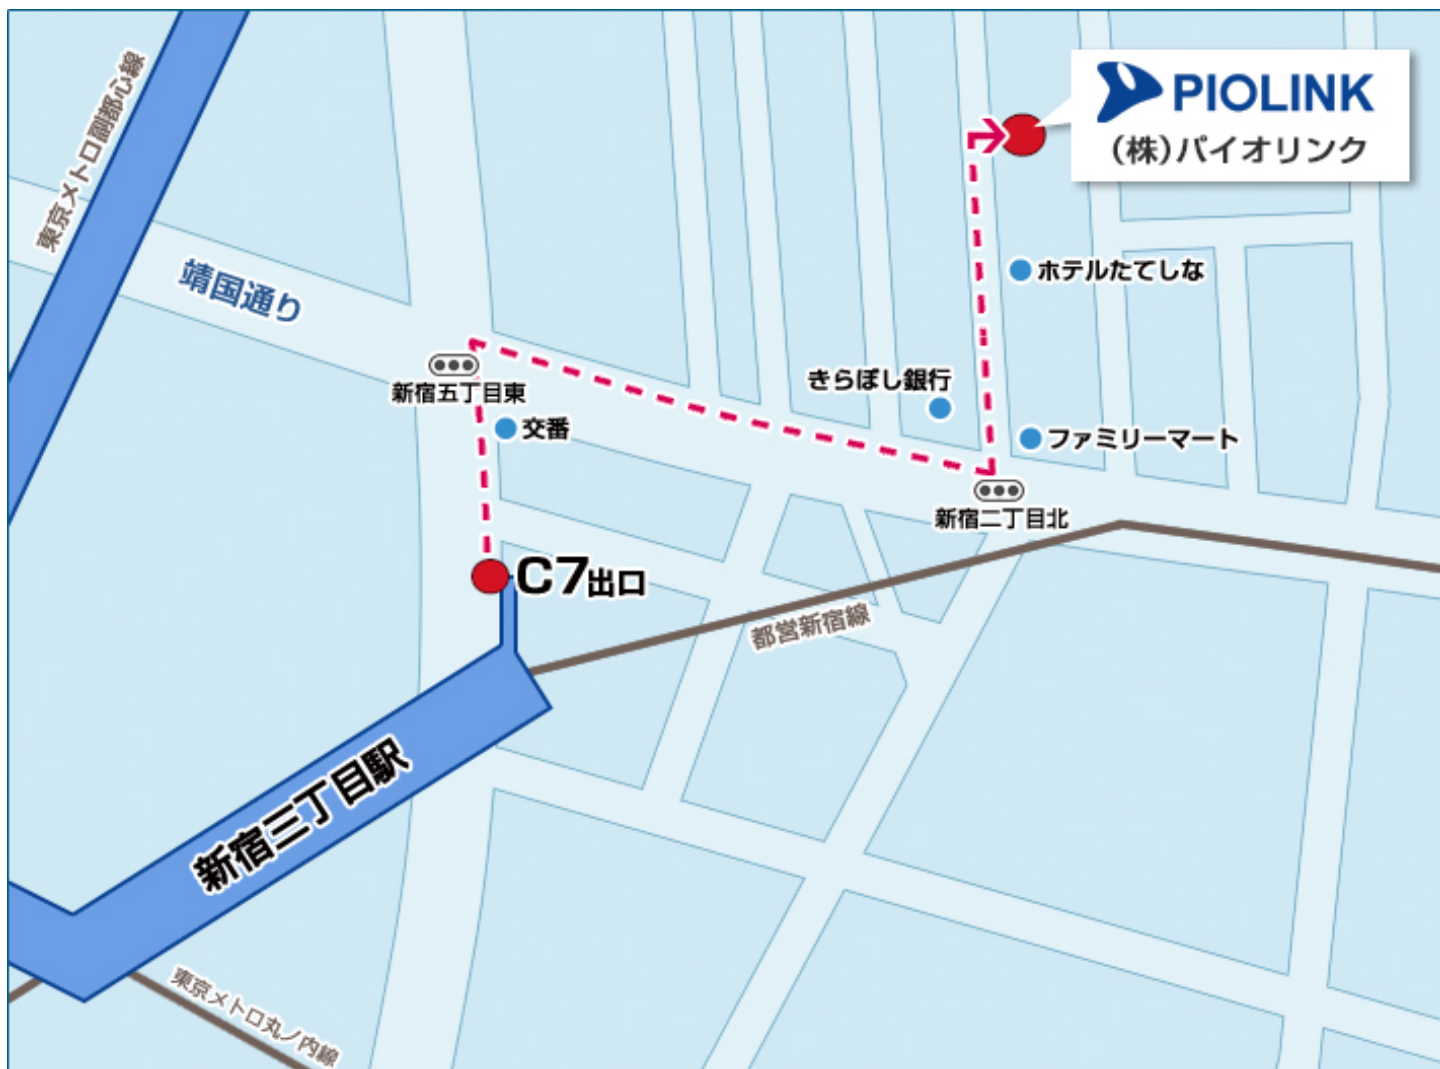 東京メトロ副都心線
PIOLINK
(株)パイオリンク
靖国通り
ホテルたてしな
新宿五丁目東
きらぼし銀行
交番
ファミリーマート
新宿二丁目北
C7出口
都営新宿線
新宿三丁目駅
東京メトロ丸ノ内線